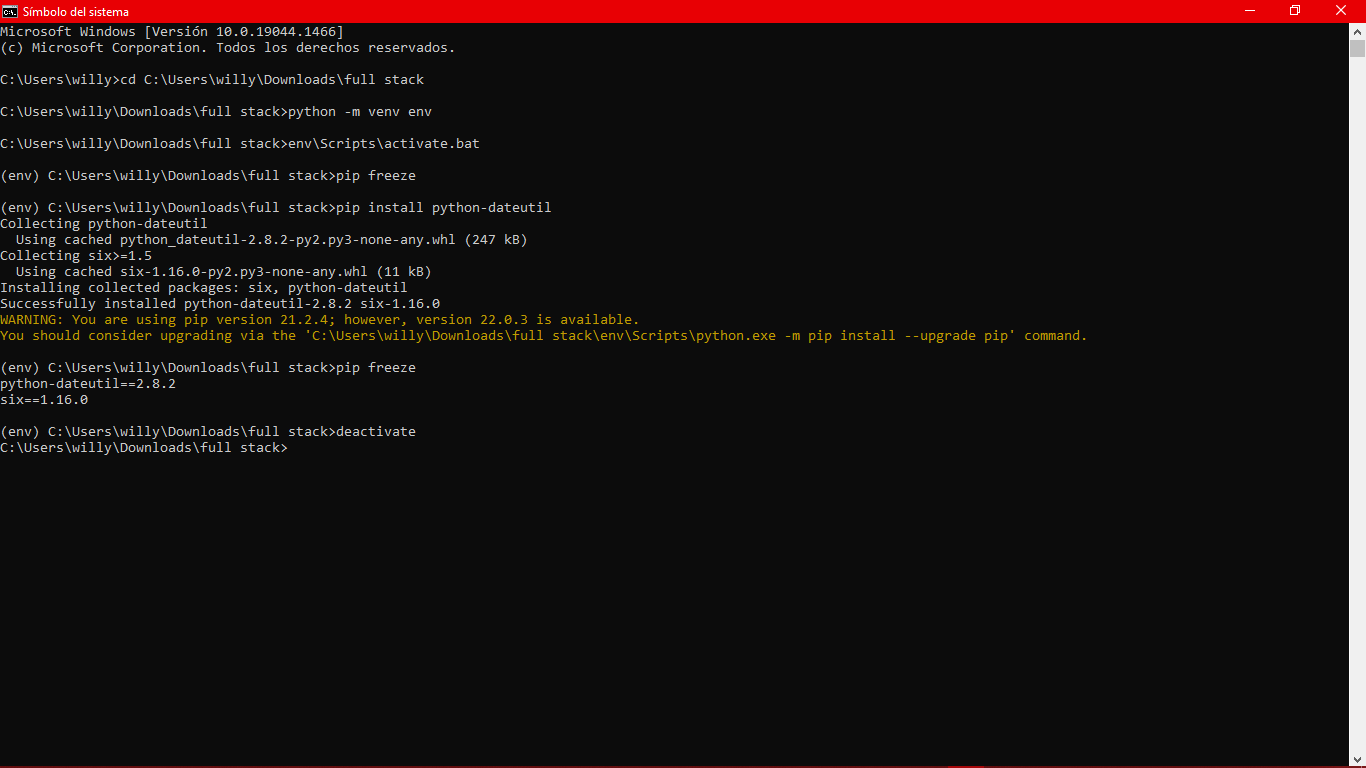 Símbolo del sistema
Microsoft Windows [Versión 10.0.19044.1466]
(c) Microsoft Corporation. Todos los derechos reservados.
C:\Users\willy>cd C:\Users\willy\Downloads\full stack
C:\Users\willy\Downloads\full stack>python -m venv env
C:\Users\willy\Downloads\full stack>env\Scripts\activate.bat
(env) C:\Users\willy\Downloads\full stack>pip freeze
(env) C:\Users\willy\Downloads\full stack>pip install python-dateutil
Collecting python-dateutil
  Using cached python_dateutil-2.8.2-py2.py3-none-any.whl (247 kB)
Collecting six>=1.5
  Using cached six-1.16.0-py2.py3-none-any.whl (11 kB)
Installing collected packages: six, python-dateutil
Successfully installed python-dateutil-2.8.2 six-1.16.0
WARNING: You are using pip version 21.2.4; however, version 22.0.3 is available.
You should consider upgrading via the 'C:\Users\willy\Downloads\full stack\env\Scripts\python.exe -m pip install --upgrade pip' command.
(env) C:\Users\willy\Downloads\full stack>pip freeze
python-dateutil==2.8.2
six==1.16.0
(env) C:\Users\willy\Downloads\full stack>deactivate
C:\Users\willy\Downloads\full stack>